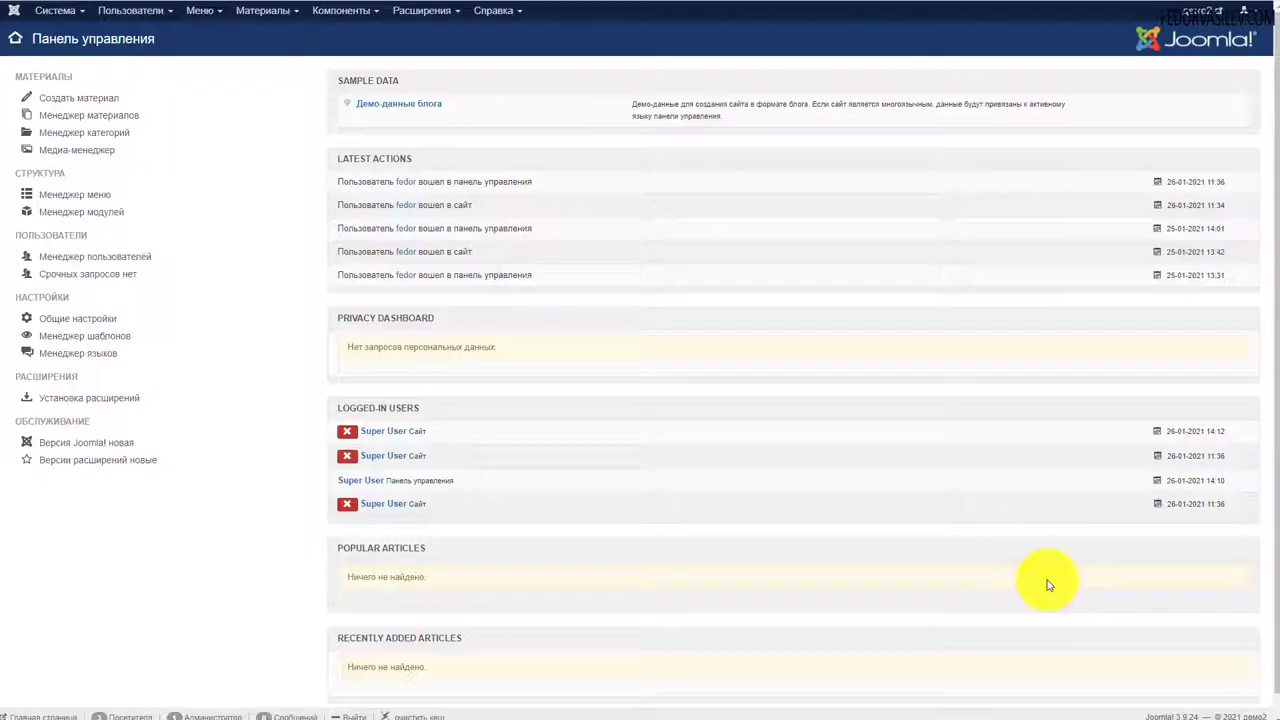 Система Пользователи Меню Материалы Компоненты Расширения Справка
FEDORVASILEV.COM
Панель управления
Joomla!®
МАТЕРИАЛЫ
Создать материал
Менеджер материалов
Менеджер категорий
Медиа-менеджер
СТРУКТУРА
Менеджер меню
Менеджер модулей
ПОЛЬЗОВАТЕЛИ
Менеджер пользователей
Срочных запросов нет
НАСТРОЙКИ
Общие настройки
Менеджер шаблонов
Менеджер языков
РАСШИРЕНИЯ
Установка расширений
ОБСЛУЖИВАНИЕ
Версия Joomla! новая
Версии расширений новые
SAMPLE DATA
Демо-данные блога
Демо-данные для создания сайта в формате блога. Если сайт является многоязычным, данные будут привязаны к активному
языку панели управления.
LATEST ACTIONS
Пользователь fedor вошел в панель управления 26-01-2021 11:36
Пользователь fedor вошел в сайт 26-01-2021 11:34
Пользователь fedor вошел в панель управления 25-01-2021 14:01
Пользователь fedor вошел в сайт 25-01-2021 13:42
Пользователь fedor вошел в панель управления 25-01-2021 13:31
PRIVACY DASHBOARD
Нет запросов персональных данных.
LOGGED-IN USERS
Super User Сайт 26-01-2021 14:12
Super User Сайт 26-01-2021 11:36
Super User Панель управления 26-01-2021 14:10
Super User Сайт 26-01-2021 11:36
POPULAR ARTICLES
Ничего не найдено.
RECENTLY ADDED ARTICLES
Ничего не найдено.
Главная страница Посетителя Администратор Сообщений Выйти очистить кеш Joomla! 3.9.24 — © 2021 демо2